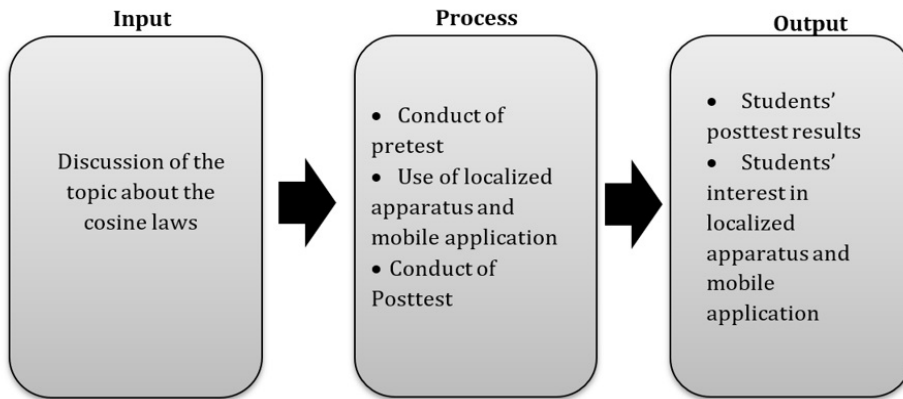 Input
Discussion of the
topic about the
cosine laws
Process
• Conduct of
pretest
• Use of localized
apparatus and
mobile application
• Conduct of
Posttest
Output
• Students’
posttest results
• Students’
interest in
localized
apparatus and
mobile
application